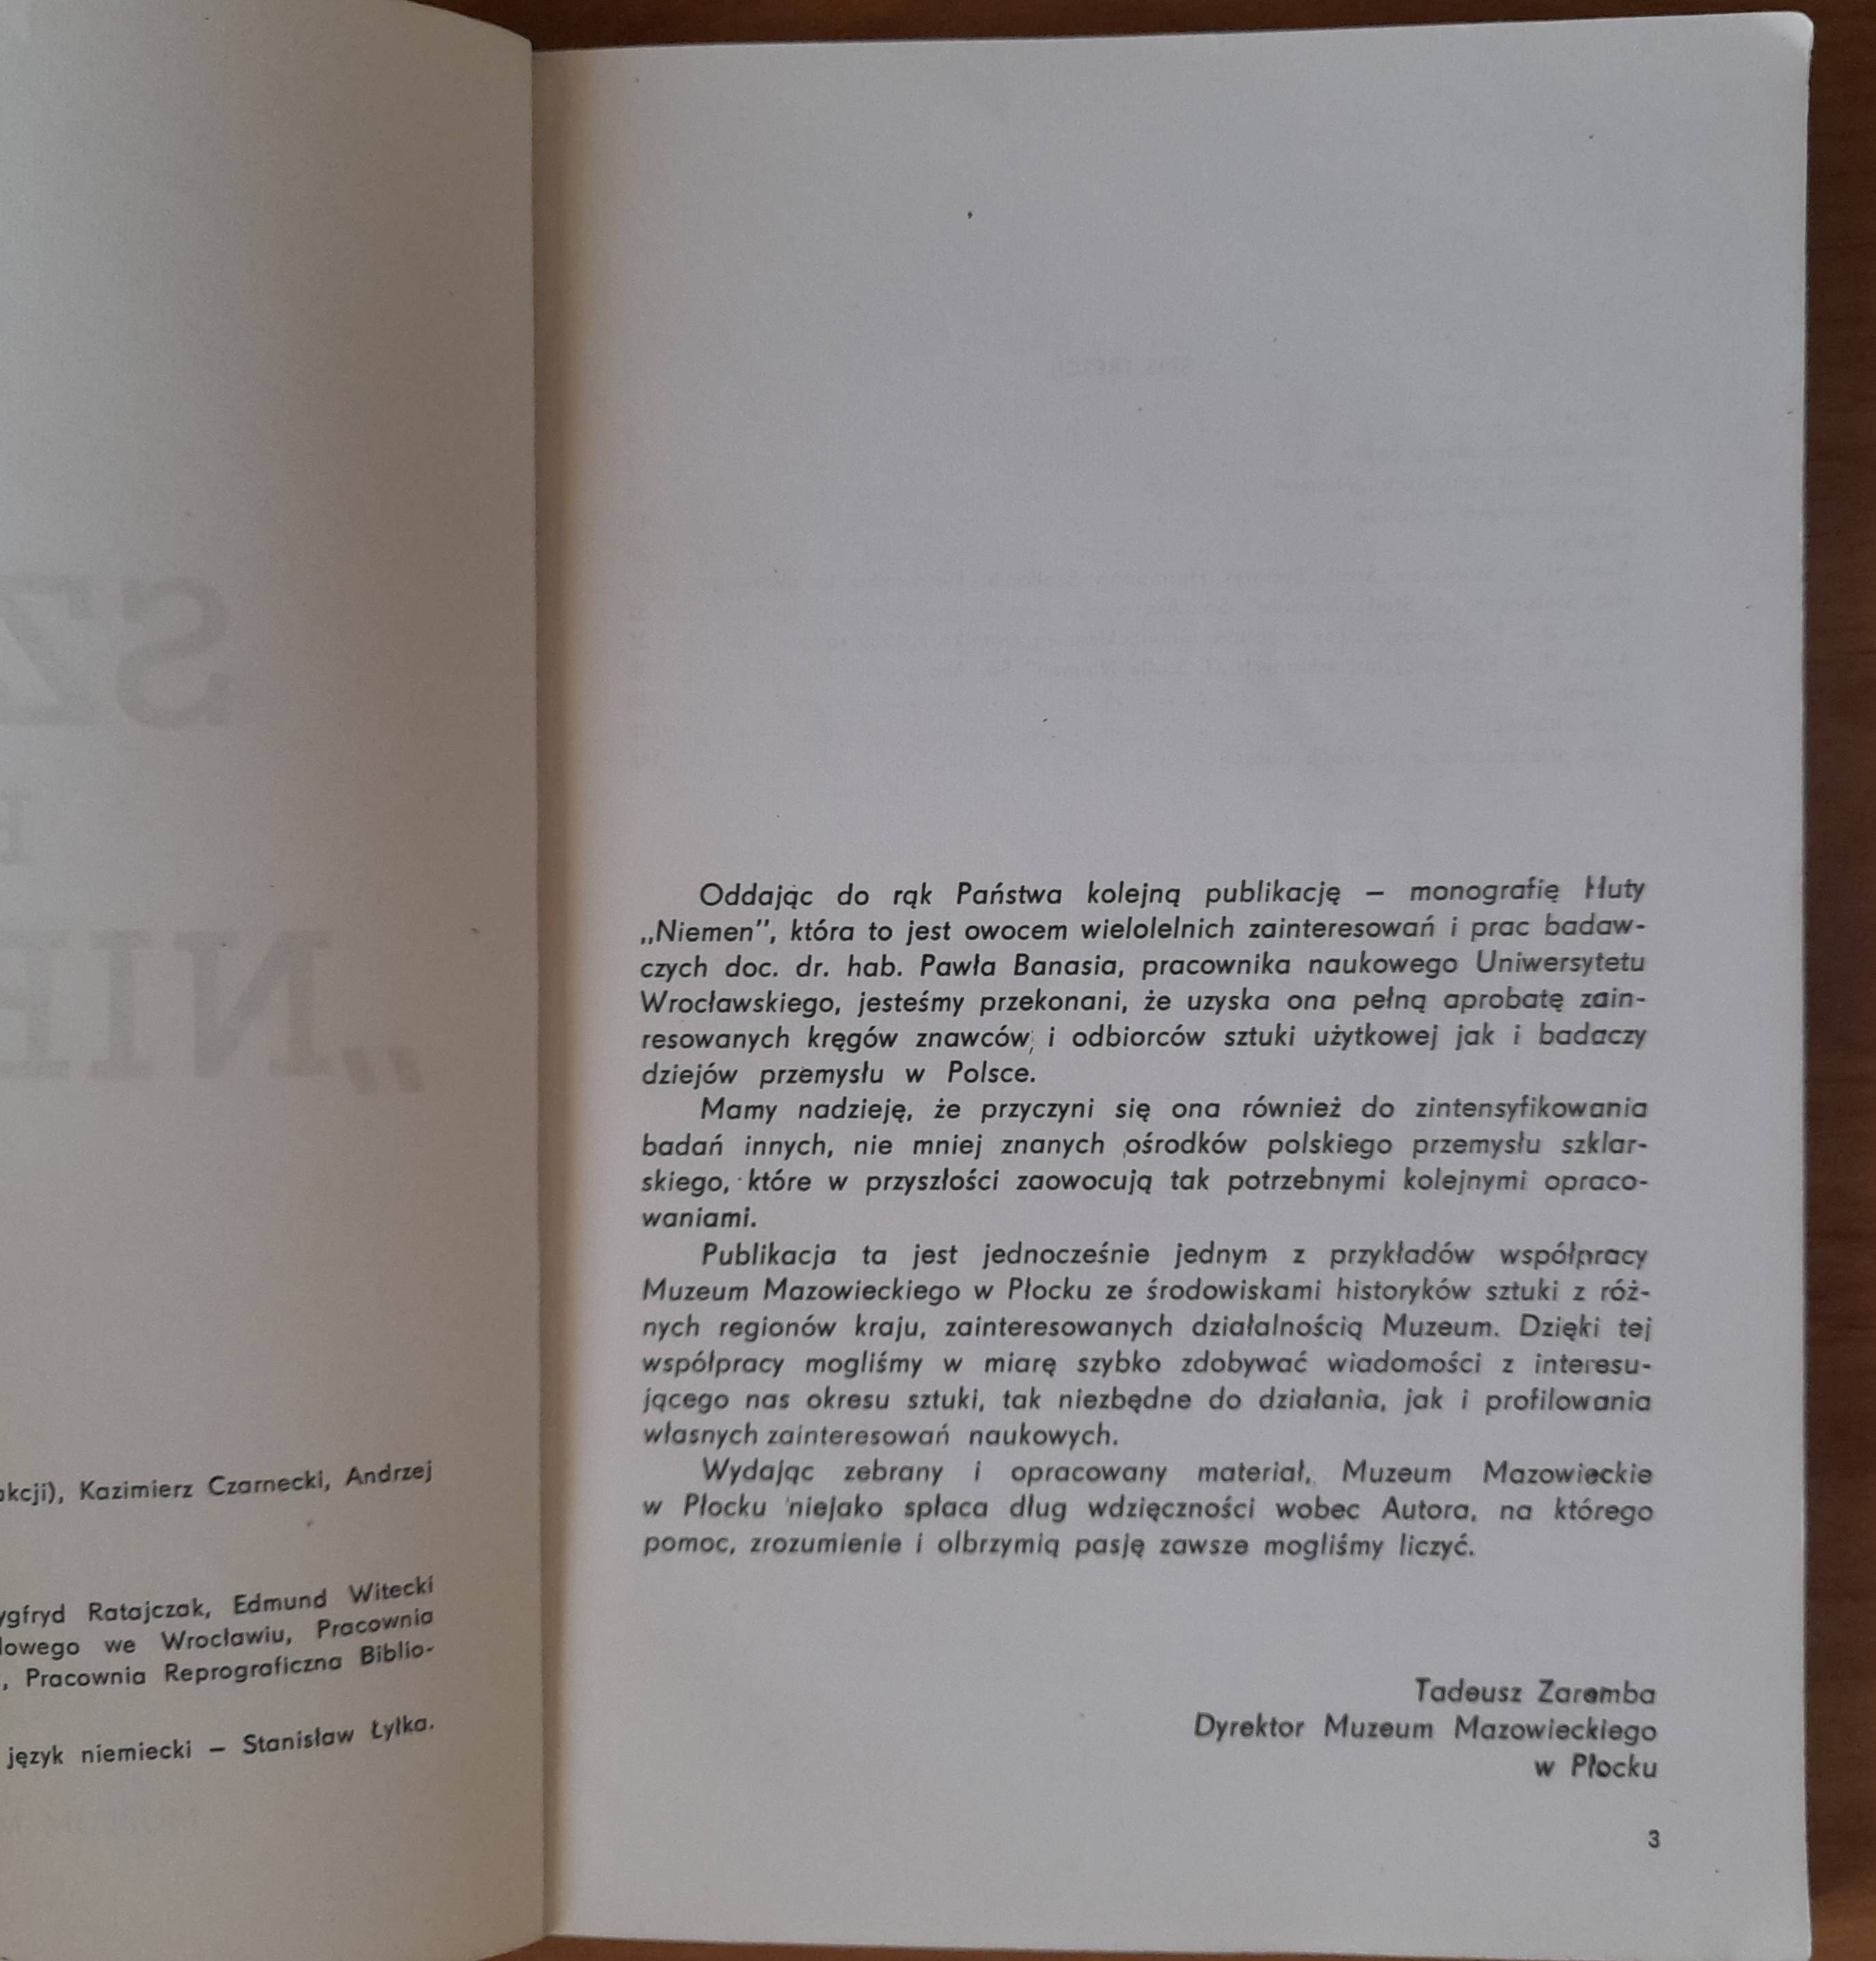 SZ
NIE
akcji), Kazimierz Czarnecki, Andrzej
ygfryd Ratajczak, Edmund Witecki
lowego we Wrocławiu, Pracownia
, Pracownia Reprograficzna Biblio-
język niemiecki — Stanisław Łylka.
SPIS TREŚCI
Oddając do rąk Państwa kolejną publikację — monografię Huty
„Niemen”, która to jest owocem wielolelnich zainteresowań i prac badaw-
czych doc. dr. hab. Pawła Banasia, pracownika naukowego Uniwersytetu
Wrocławskiego, jesteśmy przekonani, że uzyska ona pełną aprobatę zain-
resowanych kręgów znawców i odbiorców sztuki użytkowej jak i badaczy
dziejów przemysłu w Polsce.
Mamy nadzieję, że przyczyni się ona również do zintensyfikowania
badań innych, nie mniej znanych ośrodków polskiego przemysłu szklar-
skiego, które w przyszłości zaowocują tak potrzebnymi kolejnymi opraco-
waniami.
Publikacja ta jest jednocześnie jednym z przykładów współpracy
Muzeum Mazowieckiego w Płocku ze środowiskami historyków sztuki z róż-
nych regionów kraju, zainteresowanych działalnością Muzeum. Dzięki tej
współpracy mogliśmy w miarę szybko zdobywać wiadomości z interesu-
jącego nas okresu sztuki, tak niezbędne do działania, jak i profilowania
własnych zainteresowań naukowych.
Wydając zebrany i opracowany materiał, Muzeum Mazowieckie
w Płocku niejako spłaca dług wdzięczności wobec Autora, na którego
pomoc, zrozumienie i olbrzymią pasję zawsze mogliśmy liczyć.
Tadeusz Zaremba
Dyrektor Muzeum Mazowieckiego
w Płocku
3